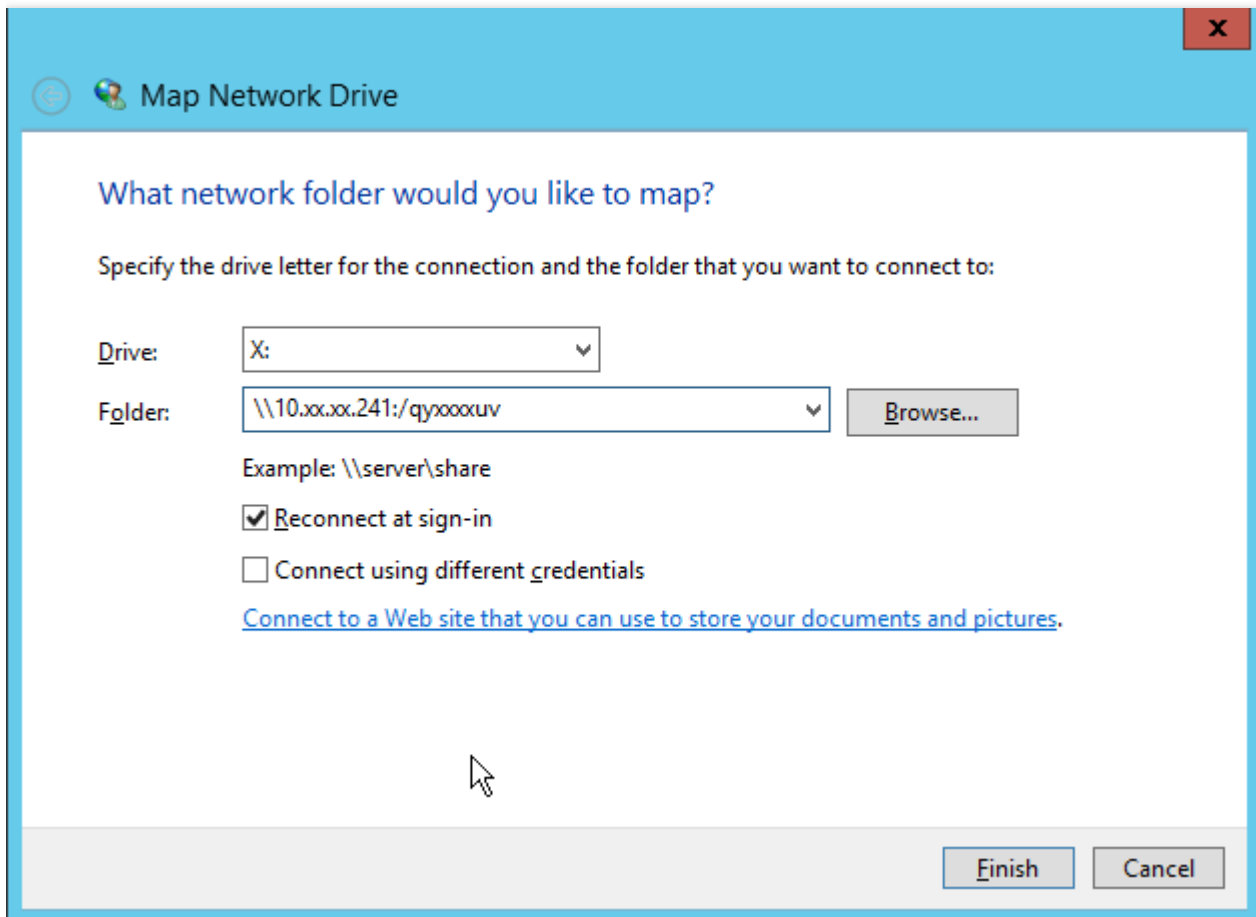 x
Map Network Drive
What network folder would you like to map?
Specify the drive letter for the connection and the folder that you want to connect to:
Drive: X:
Folder: \\10.xx.xx.241:/qyxxxxuv Browse...
Example: \\server\share
Reconnect at sign-in
Connect using different credentials
Connect to a Web site that you can use to store your documents and pictures.
Finish Cancel